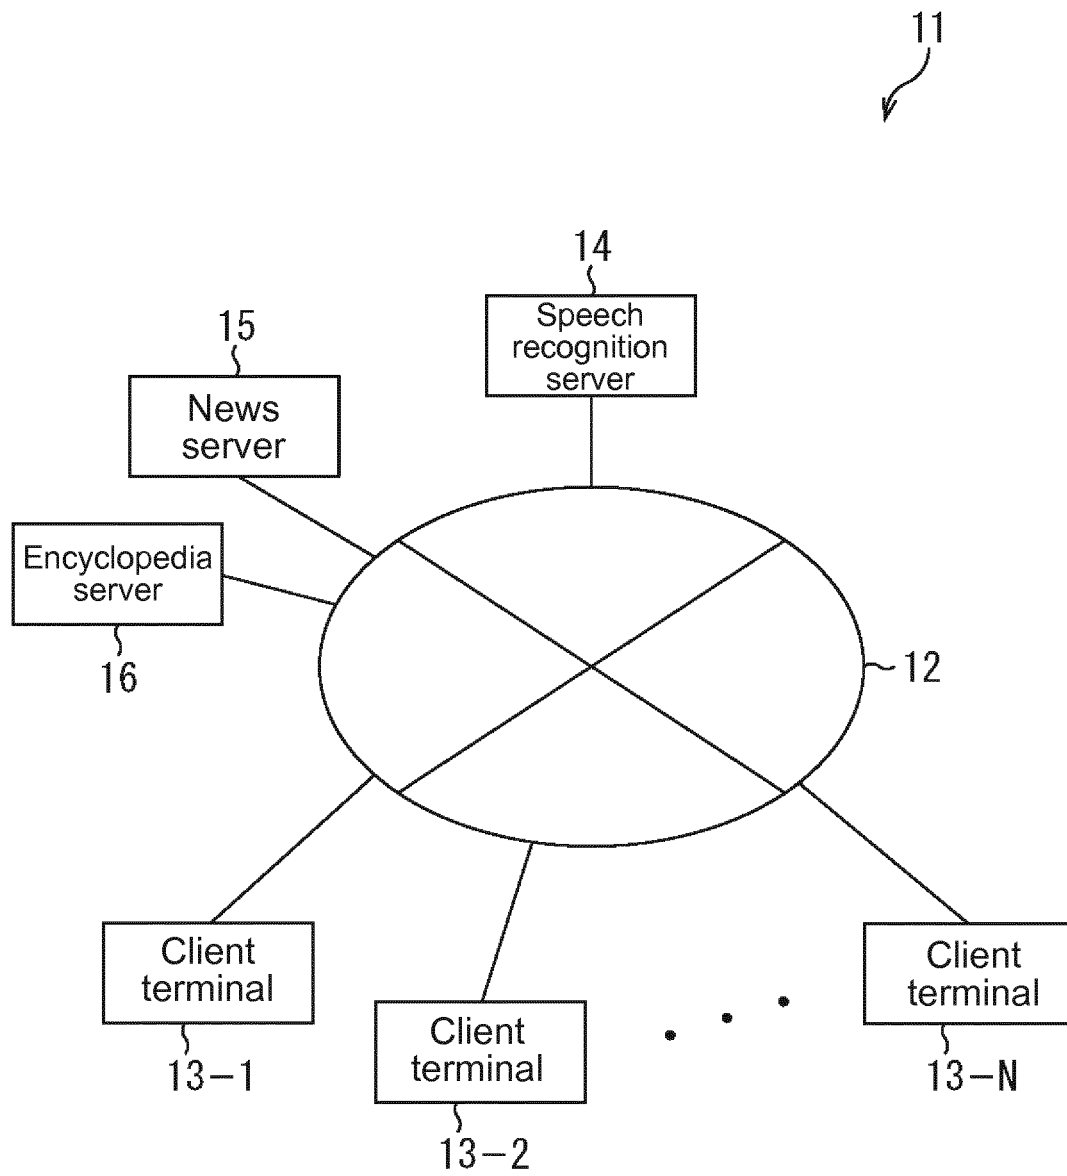 11
14
Speech
recognition
server
15
News
server
Encyclopedia
server
16
12
Client
terminal
13-1
Client
terminal
13-2
Client
terminal
13-N